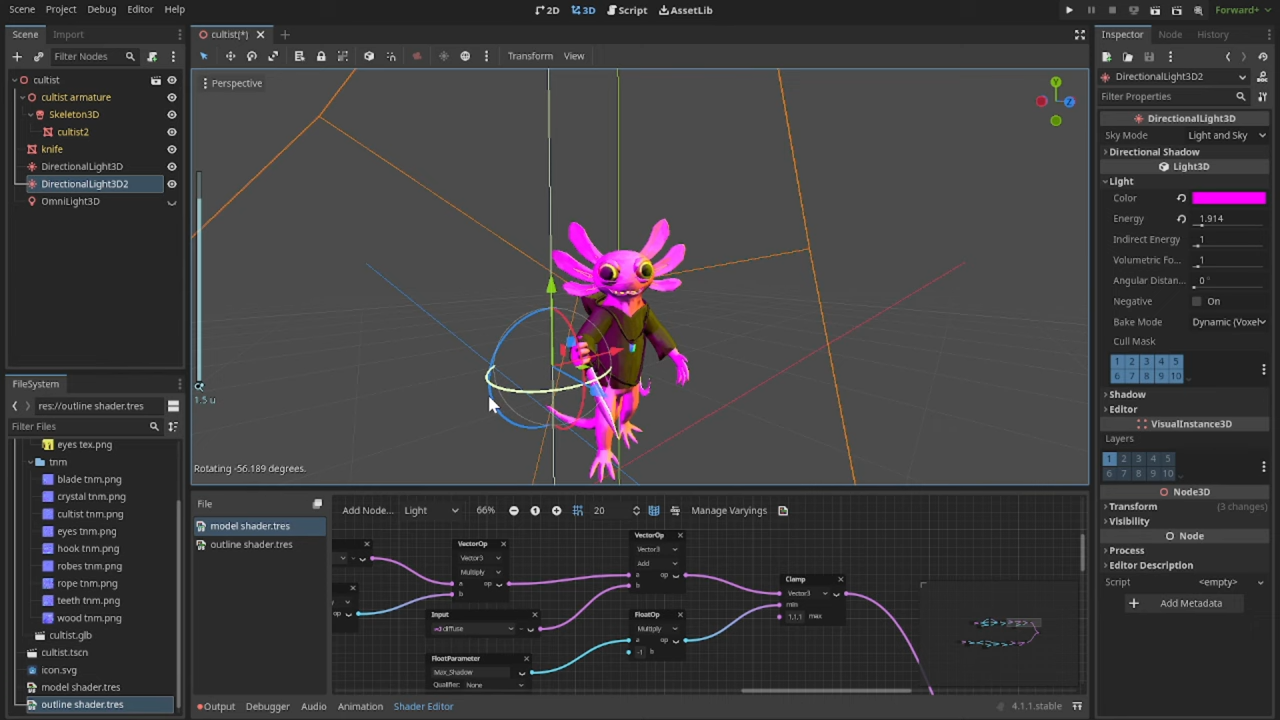 Scene Project Debug Editor Help
2D 3D Script AssetLib
Forward+
Scene Import
Filter Nodes
cultist
cultist armature
Skeleton3D
cultist2
knife
DirectionalLight3D
DirectionalLight3D2
OmniLight3D
FileSystem
res://outline shader.tres
Filter Files
eyes tex.png
tnm
blade tnm.png
crystal tnm.png
cultist tnm.png
eyes tnm.png
hook tnm.png
robes tnm.png
rope tnm.png
teeth tnm.png
wood tnm.png
cultist.glb
cultist.tscn
icon.svg
model shader.tres
outline shader.tres
cultist(*)
Transform View
Perspective
Y
Z
1.5 u
Rotating -56.189 degrees.
File
model shader.tres
outline shader.tres
Add Node... Light 66% 20 Manage Varyings
VectorOp
Vector3
Multiply
a op
b
op
Input
diffuse
FloatParameter
Max_Shadow
Qualifier: None
VectorOp
Vector3
Add
a op
b
FloatOp
Multiply
a op
-1 b
Clamp
Vector3
min
1,1,1 max
Output Debugger Audio Animation Shader Editor
4.1.1.stable
Inspector Node History
DirectionalLight3D2
Filter Properties
DirectionalLight3D
Sky Mode Light and Sky
Directional Shadow
Light3D
Light
Color
Energy 1.914
Indirect Energy 1
Volumetric Fo... 1
Angular Distan... 0 °
Negative On
Bake Mode Dynamic (Voxel
Cull Mask
1 2 3 4 5
6 7 8 9 10
Shadow
Editor
VisualInstance3D
Layers
1 2 3 4 5
6 7 8 9 10
Node3D
Transform (3 changes)
Visibility
Node
Process
Editor Description
Script <empty>
Add Metadata